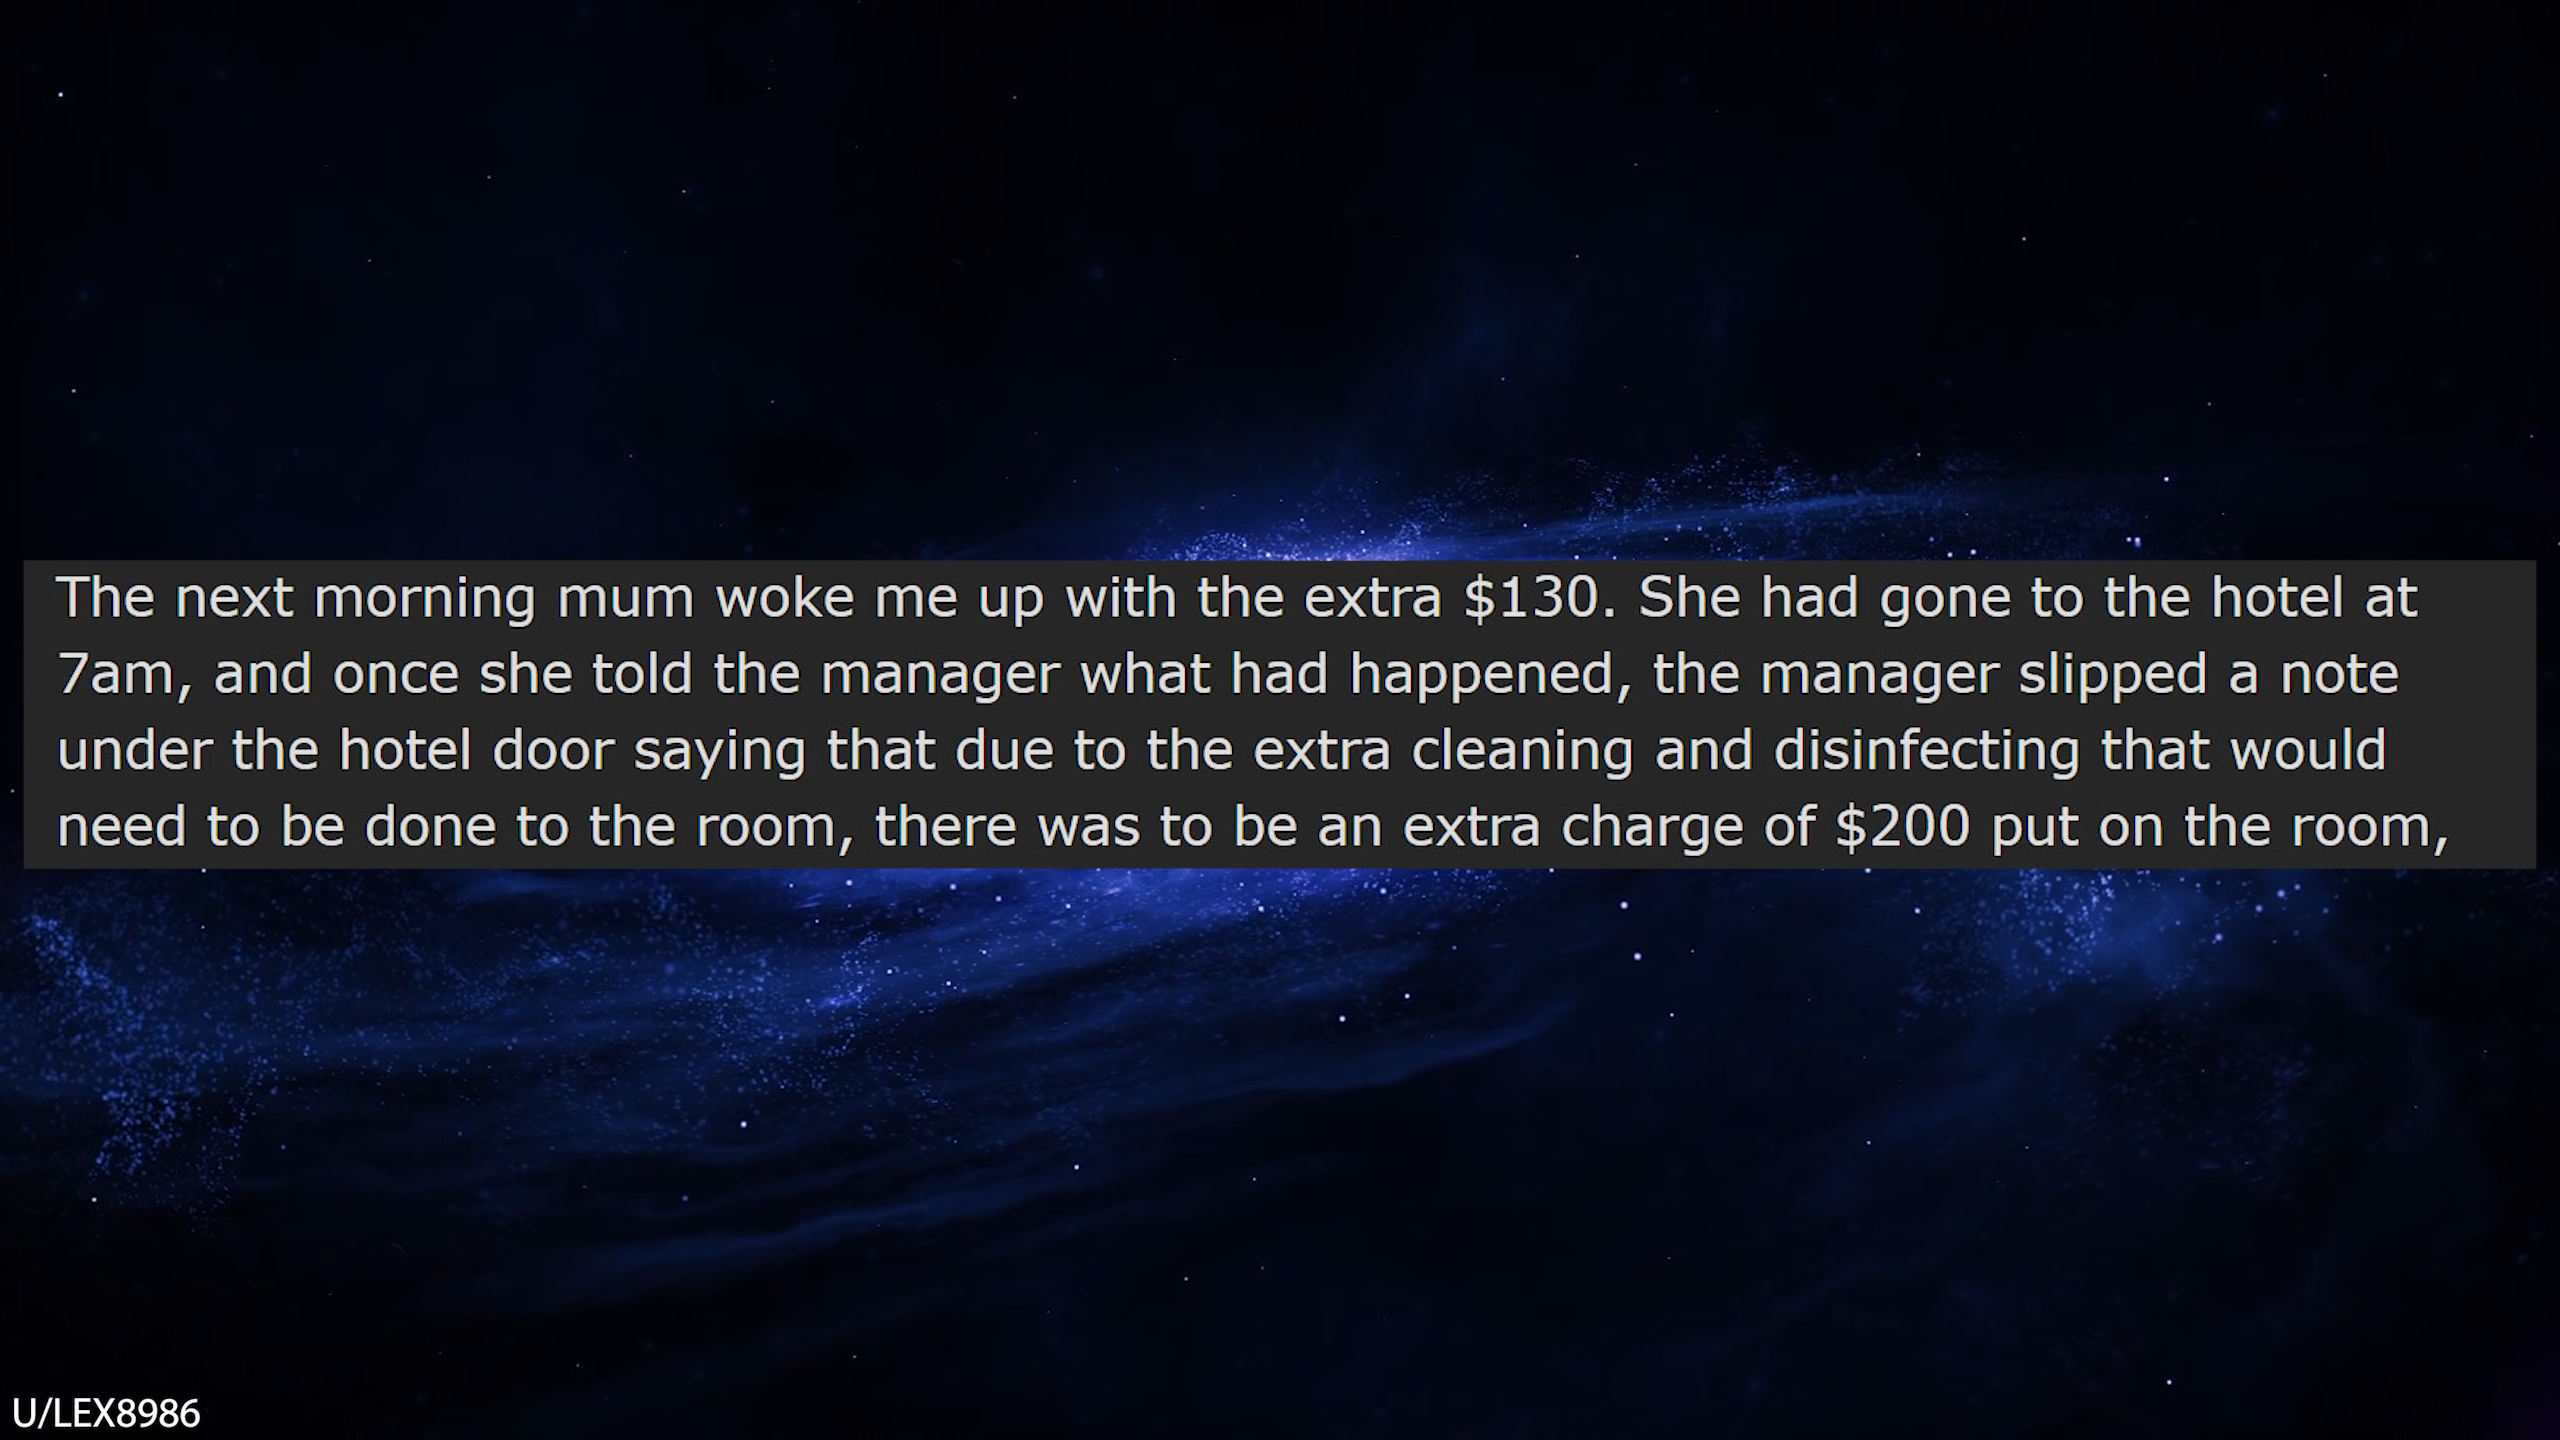 The next morning mum woke me up with the extra $130. She had gone to the hotel at
7am, and once she told the manager what had happened, the manager slipped a note
under the hotel door saying that due to the extra cleaning and disinfecting that would
need to be done to the room, there was to be an extra charge of $200 put on the room,
U/LEX8986